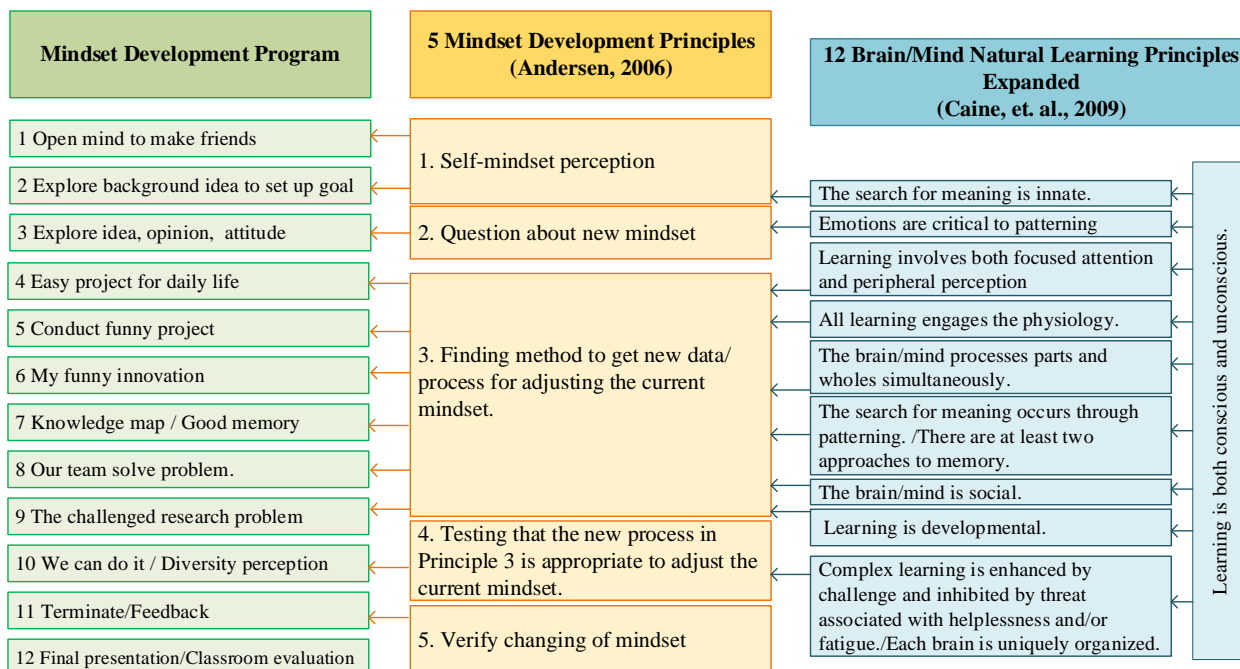 Mindset Development Program
1 Open mind to make friends
2 Explore background idea to set up goal
3 Explore idea, opinion, attitude
4 Easy project for daily life
5 Conduct funny project
6 My funny innovation
7 Knowledge map / Good memory
8 Our team solve problem.
9 The challenged research problem
10 We can do it / Diversity perception
11 Terminate/Feedback
12 Final presentation/Classroom evaluation
5 Mindset Development Principles
(Andersen, 2006)
1. Self-mindset perception
2. Question about new mindset
3. Finding method to get new data/
process for adjusting the current
mindset.
4. Testing that the new process in
Principle 3 is appropriate to adjust the
current mindset.
5. Verify changing of mindset
12 Brain/Mind Natural Learning Principles
Expanded
(Caine, et. al., 2009)
The search for meaning is innate.
Emotions are critical to patterning
Learning involves both focused attention
and peripheral perception
All learning engages the physiology.
The brain/mind processes parts and
wholes simultaneously.
The search for meaning occurs through
patterning. /There are at least two
approaches to memory.
The brain/mind is social.
Learning is developmental.
Complex learning is enhanced by
challenge and inhibited by threat
associated with helplessness and/or
fatigue./Each brain is uniquely organized.
Learning is both conscious and unconscious.